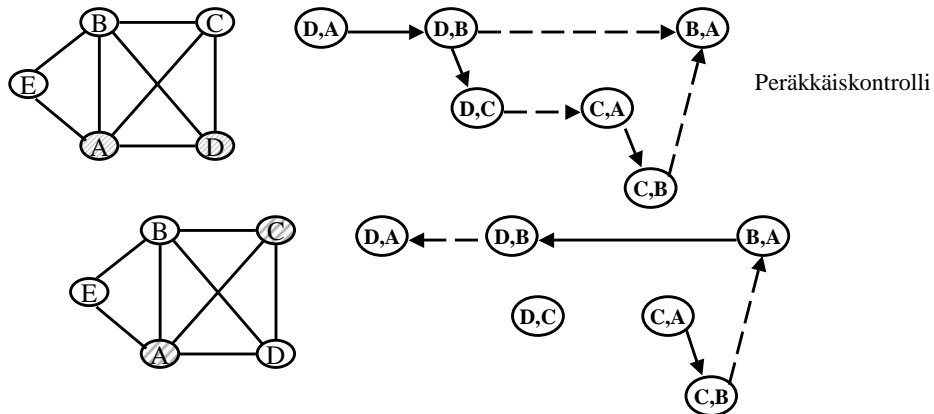 B C D,A D,B B,A
E D,C C,A Peräkkäiskontrolli
A D
C,B
B C D,A D,B B,A
E D,C C,A
A D
C,B